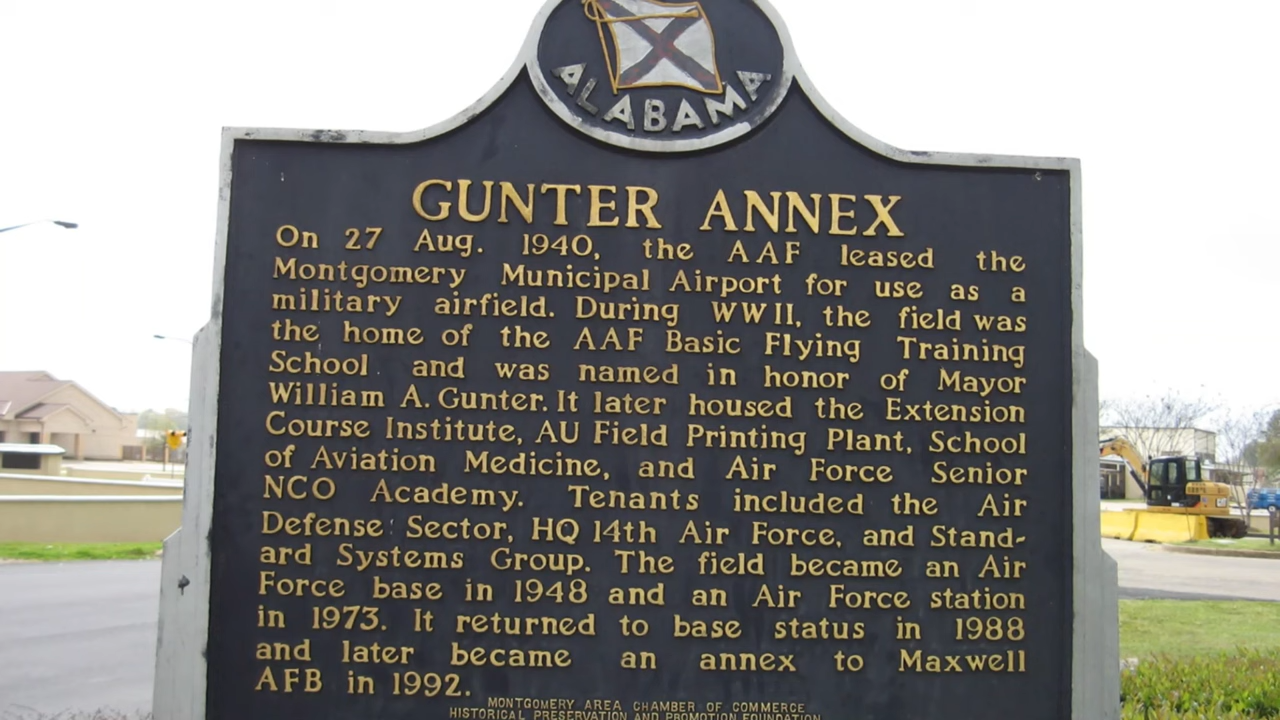 ALABAMA
GUNTER ANNEX
On 27 Aug. 1940, the AAF leased the
Montgomery Municipal Airport for use as a
military airfield. During WWII, the field was
the home of the AAF Basic Flying Training
School and was named in honor of Mayor
William A. Gunter. It later housed the Extension
Course Institute, AU Field Printing Plant, School
of Aviation Medicine, and Air Force Senior
NCO Academy. Tenants included the Air
Defense Sector, HQ 14th Air Force, and Stand-
ard Systems Group. The field became an Air
Force base in 1948 and an Air Force station
in 1973. It returned to base status in 1988
and later became an annex to Maxwell
AFB in 1992.
MONTGOMERY AREA CHAMBER OF COMMERCE
HISTORICAL PRESERVATION AND PROMOTION FOUNDATION